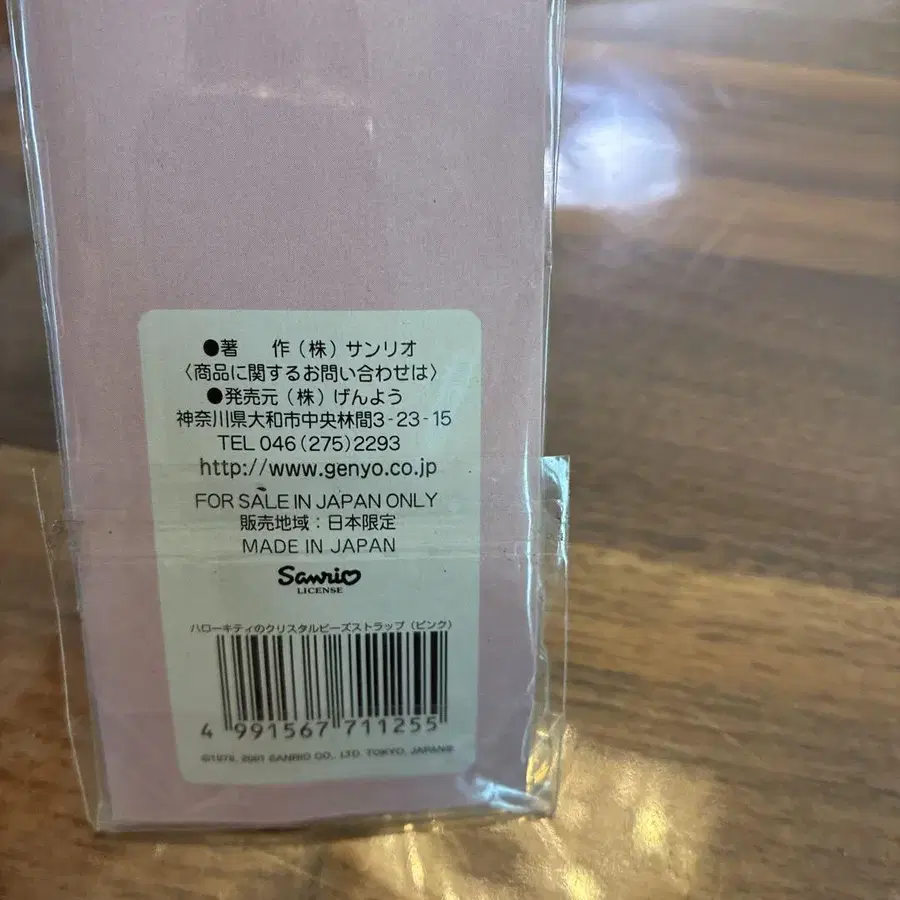 ●著　作（株）サンリオ
〈商品に関するお問い合わせは〉
●発売元（株）げんよう
神奈川県大和市中央林間3-23-15
TEL 046（275）2293
http://www.genyo.co.jp
FOR SALE IN JAPAN ONLY
販売地域：日本限定
MADE IN JAPAN
Sanrio
LICENSE
ハローキティのクリスタルビーズストラップ（ピンク）
4 991567 711255
©1976, 2001 SANRIO CO., LTD. TOKYO, JAPAN®